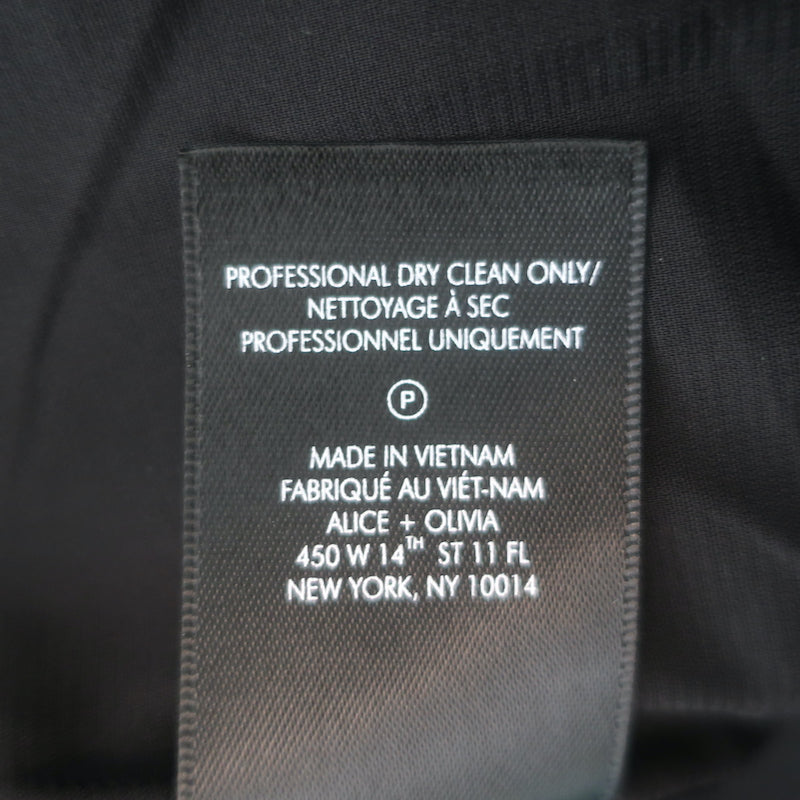 PROFESSIONAL DRY CLEAN ONLY/
NETTOYAGE À SEC
PROFESSIONNEL UNIQUEMENT
P
MADE IN VIETNAM
FABRIQUÉ AU VIÉT-NAM
ALICE + OLIVIA
450 W 14TH ST 11 FL
NEW YORK, NY 10014